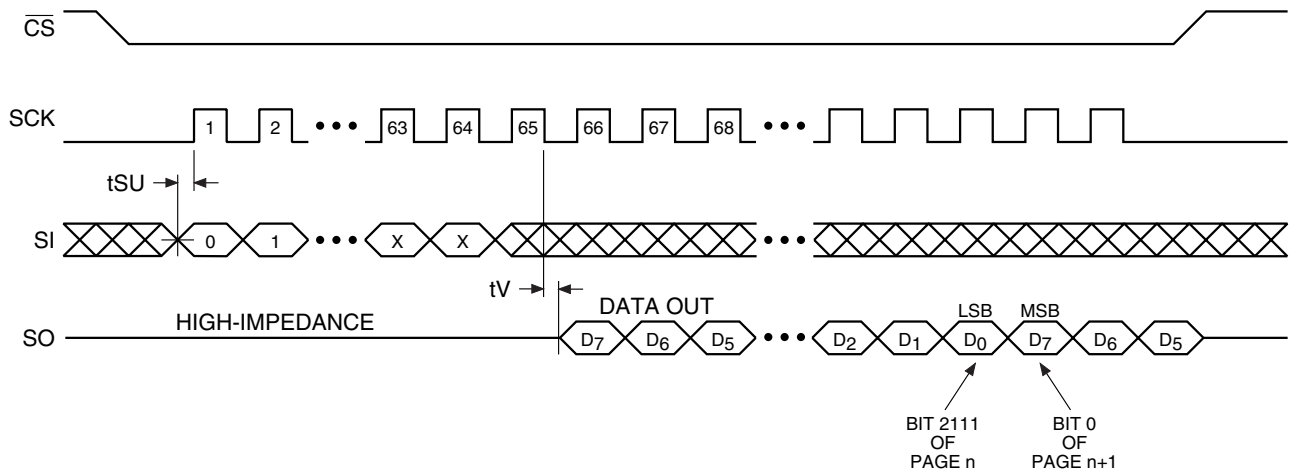 CS
SCK
1 2 ••• 63 64 65 66 67 68 •••
tSU
SI
0 1 ••• X X •••
tV
DATA OUT
HIGH-IMPEDANCE
LSB MSB
SO
D7 D6 D5 ••• D2 D1 D0 D7 D6 D5
BIT 2111
OF
PAGE n
BIT 0
OF
PAGE n+1